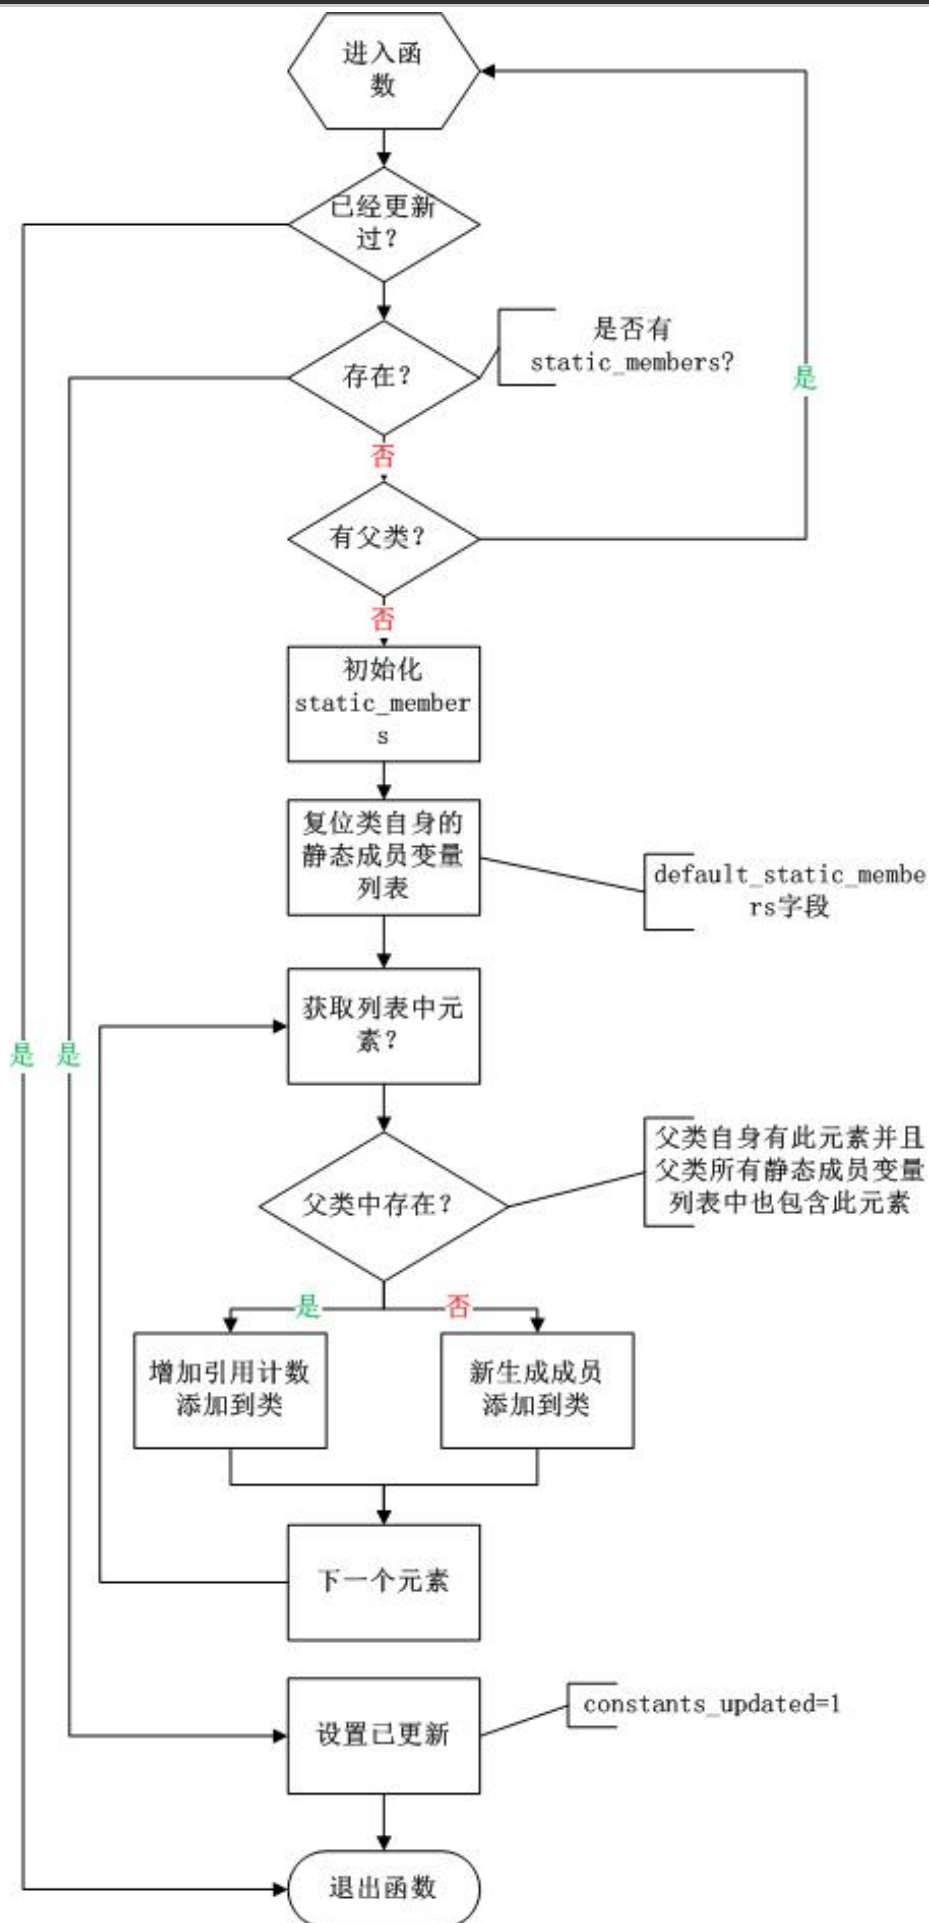 进入函
数
已经更新
过？
存在？
是否有
static_members?
是
否
有父类？
否
初始化
static_member
s
复位类自身的
静态成员变量
列表
default_static_membe
rs字段
获取列表中元
素？
是
是
父类中存在？
父类自身有此元素并且
父类所有静态成员变量
列表中也包含此元素
是
否
增加引用计数
添加到类
新生成成员
添加到类
下一个元素
设置已更新
constants_updated=1
退出函数